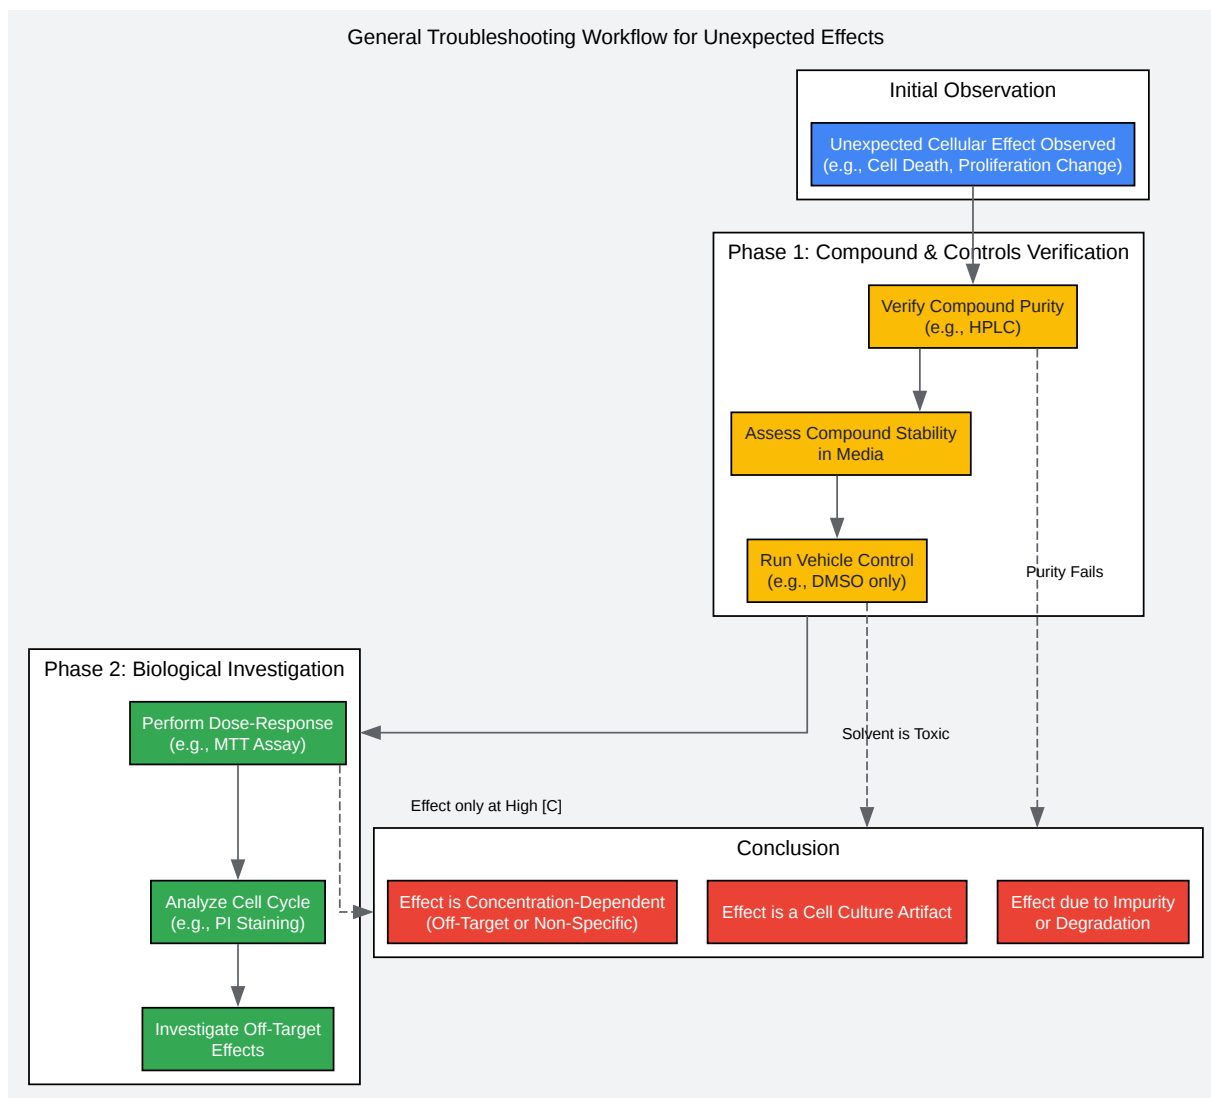 General Troubleshooting Workflow for Unexpected Effects
Initial Observation
Unexpected Cellular Effect Observed
(e.g., Cell Death, Proliferation Change)
Phase 1: Compound & Controls Verification
Verify Compound Purity
(e.g., HPLC)
Assess Compound Stability
in Media
Run Vehicle Control
(e.g., DMSO only)
Purity Fails
Phase 2: Biological Investigation
Perform Dose-Response
(e.g., MTT Assay)
Solvent is Toxic
Effect only at High [C]
Conclusion
Analyze Cell Cycle
(e.g., PI Staining)
Effect is Concentration-Dependent
(Off-Target or Non-Specific)
Effect is a Cell Culture Artifact
Effect due to Impurity
or Degradation
Investigate Off-Target
Effects